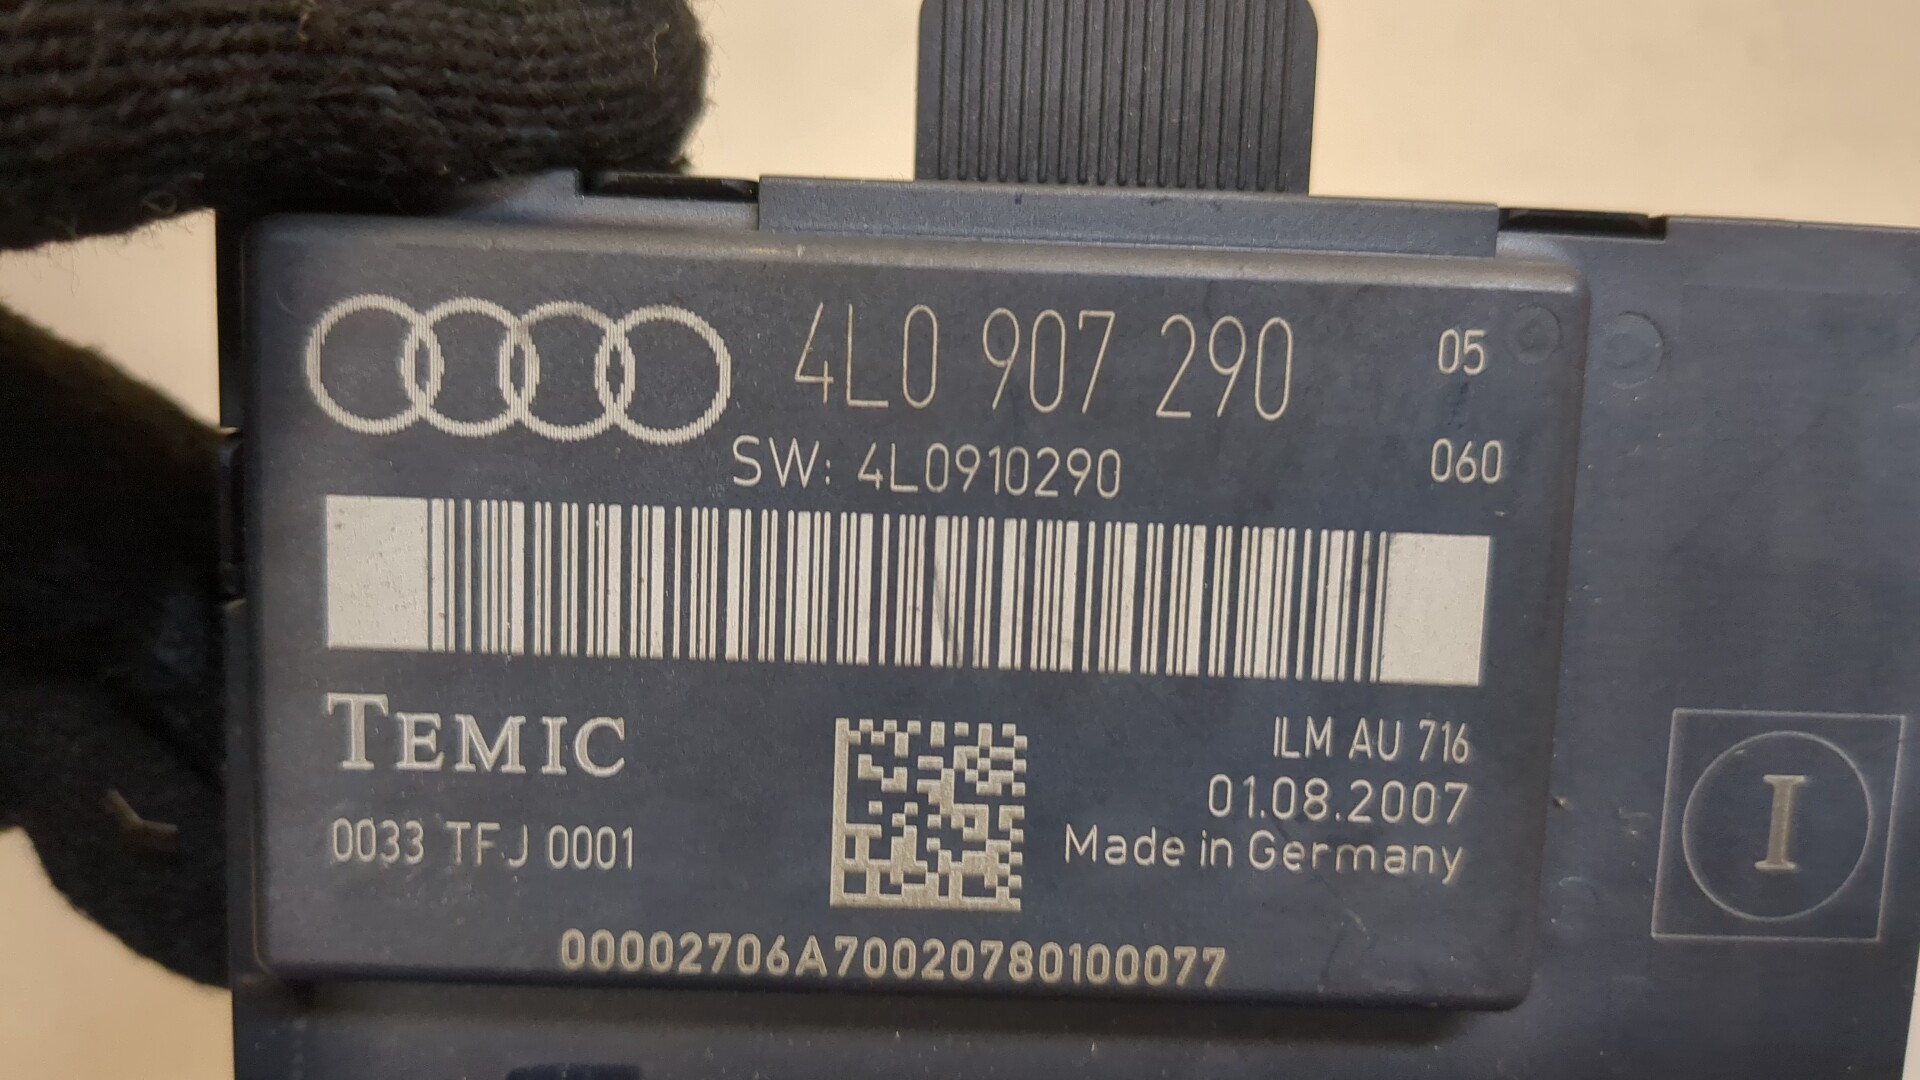 4L0 907 290 05
SW: 4L0910290 060
TEMIC
ILM AU 716
01.08.2007
0033 TFJ 0001
Made in Germany
00002706A70020780100077
I